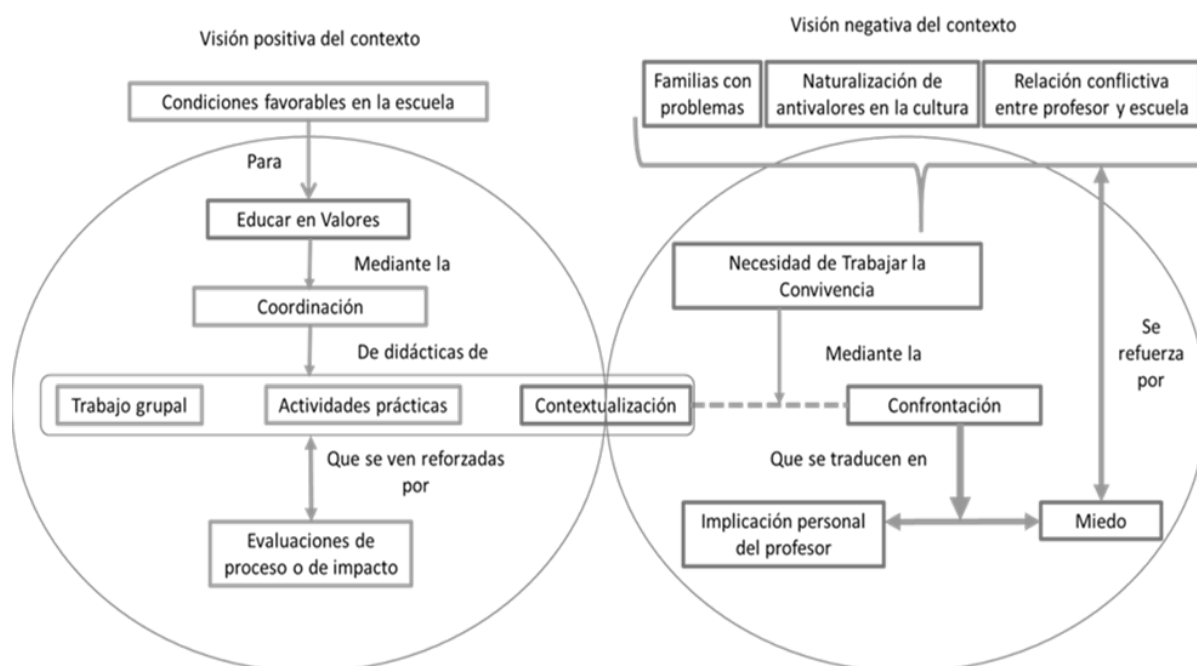 Visión positiva del contexto
Condiciones favorables en la escuela
Para
Educar en Valores
Mediante la
Coordinación
De didácticas de
Trabajo grupal
Actividades prácticas
Contextualización
Que se ven reforzadas
por
Evaluaciones de
proceso o de impacto
Visión negativa del contexto
Familias con
problemas
Naturalización de
antivalores en la cultura
Relación conflictiva
entre profesor y escuela
Necesidad de Trabajar la
Convivencia
Mediante la
Confrontación
Que se traducen en
Implicación personal
del profesor
Miedo
Se
refuerza
por